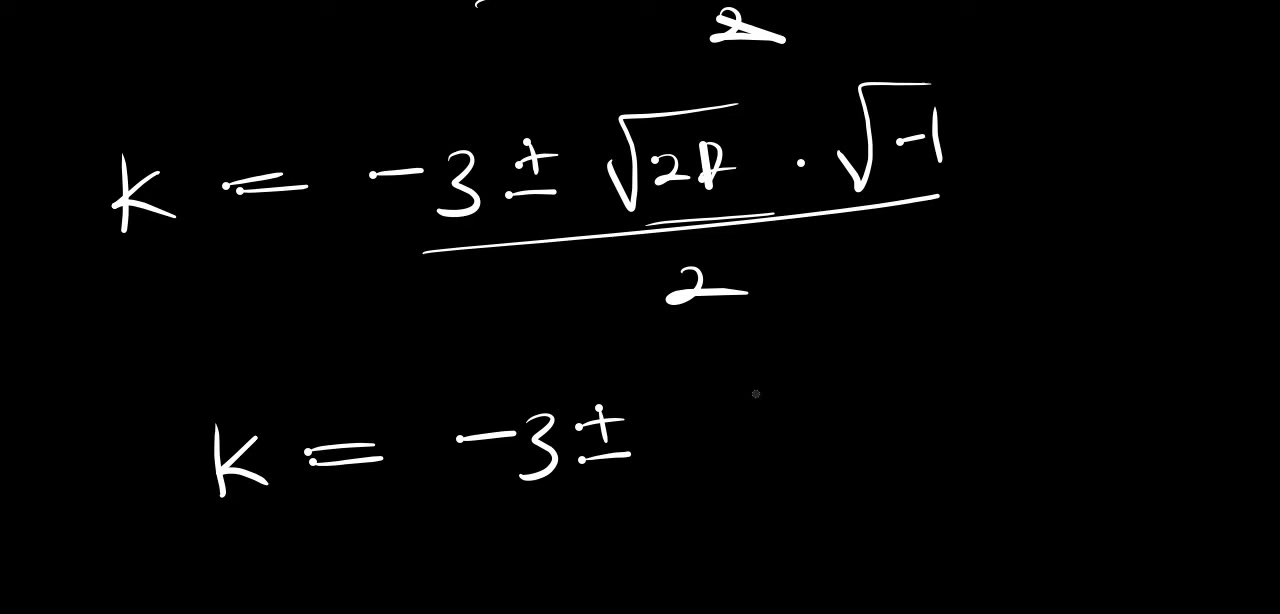 2
K = -3 ± √2 · √-1
2
K = -3 ±